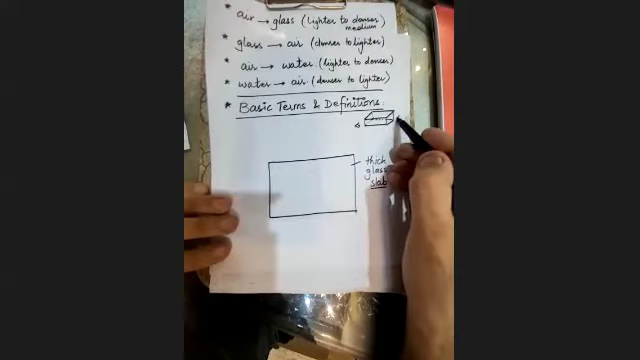 * air → glass (lighter to denser medium)
* glass → air (denser to lighter)
* air → water (lighter to denser)
* water → air (denser to lighter)
* Basic Terms & Definitions:
thick
glass
slab